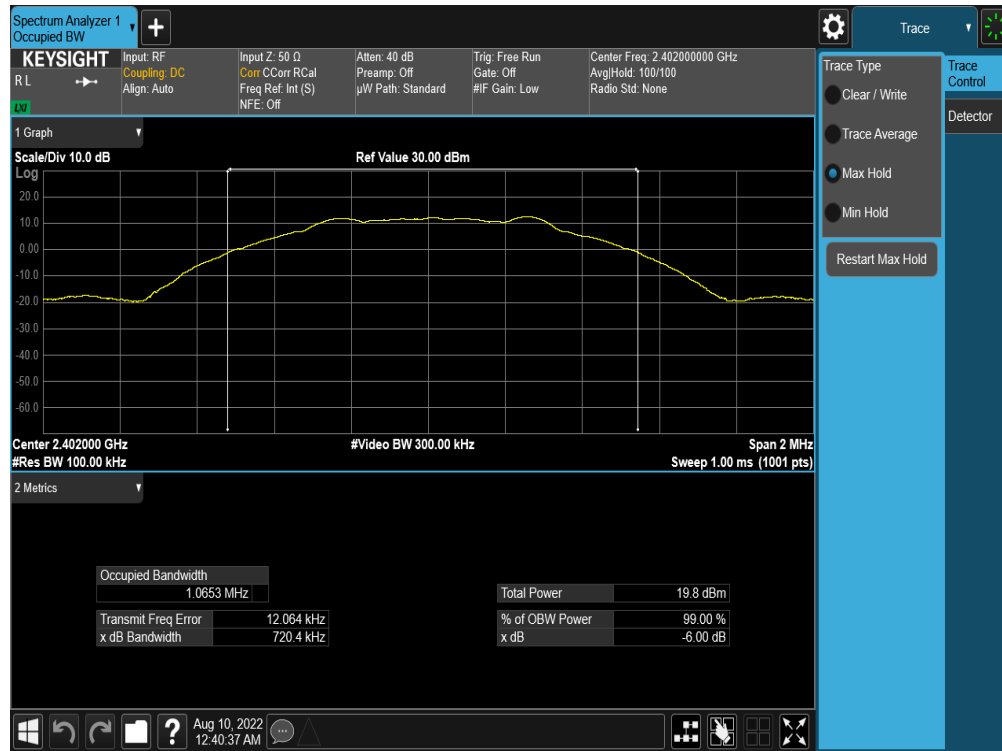 Spectrum Analyzer 1
Occupied BW
Trace
KEYSIGHT
R L
LXI
Input: RF
Coupling: DC
Align: Auto
Input Z: 50 Ω
Corr CCorr RCal
Freq Ref: Int (S)
NFE: Off
Atten: 40 dB
Preamp: Off
µW Path: Standard
Trig: Free Run
Gate: Off
#IF Gain: Low
Center Freq: 2.402000000 GHz
Avg|Hold: 100/100
Radio Std: None
Trace Type
Clear / Write
Trace Average
Max Hold
Min Hold
Restart Max Hold
Trace
Control
Detector
1 Graph
Scale/Div 10.0 dB
Ref Value 30.00 dBm
Log
20.0
10.0
0.00
-10.0
-20.0
-30.0
-40.0
-50.0
-60.0
Center 2.402000 GHz
#Video BW 300.00 kHz
Span 2 MHz
#Res BW 100.00 kHz
Sweep 1.00 ms (1001 pts)
2 Metrics
Occupied Bandwidth
1.0653 MHz
Transmit Freq Error 12.064 kHz
x dB Bandwidth 720.4 kHz
Total Power 19.8 dBm
% of OBW Power 99.00 %
x dB -6.00 dB
?
Aug 10, 2022
12:40:37 AM